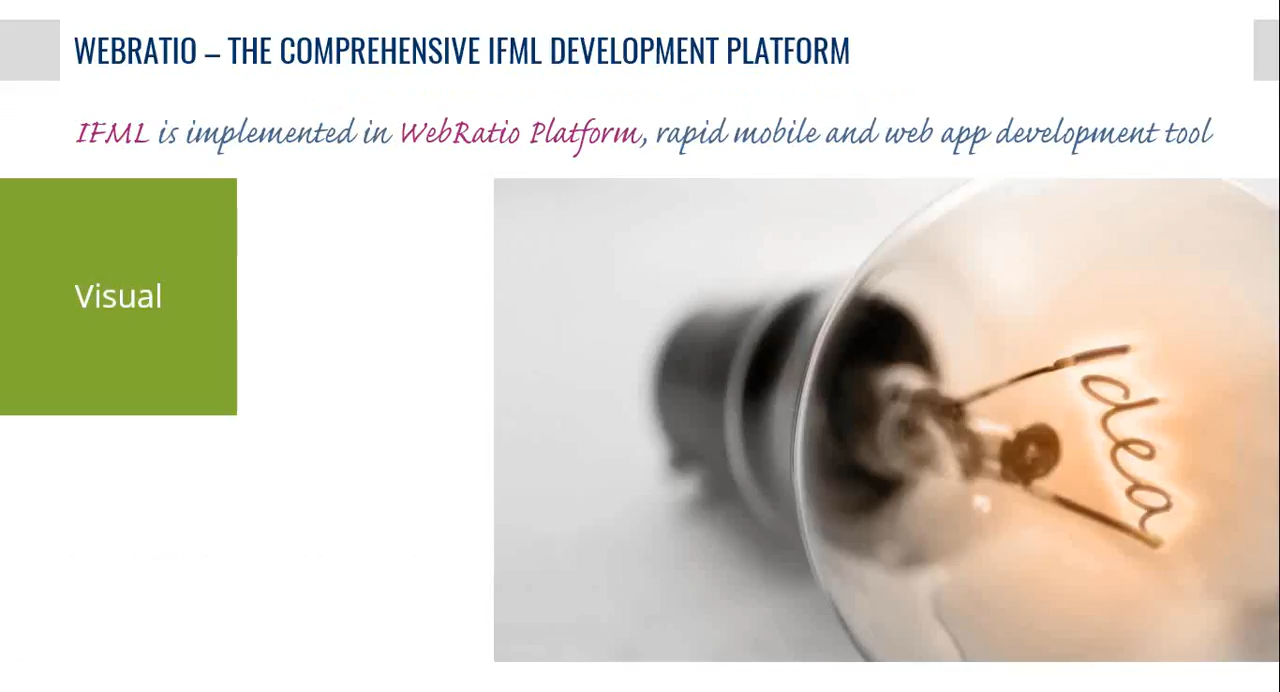 WEBRATIO – THE COMPREHENSIVE IFML DEVELOPMENT PLATFORM
IFML is implemented in WebRatio Platform, rapid mobile and web app development tool
Visual
Idea